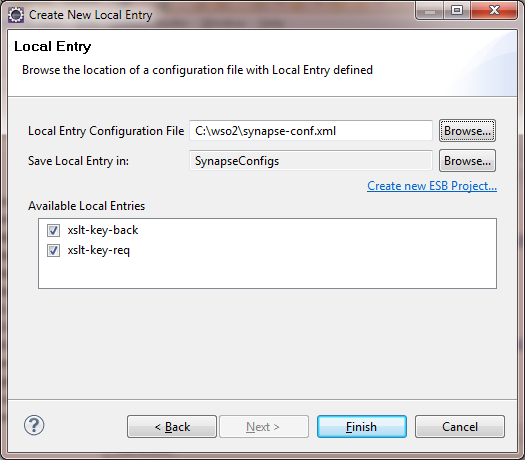 Create New Local Entry
Local Entry
Browse the location of a configuration file with Local Entry defined
Local Entry Configuration File C:\wso2\synapse-conf.xml Browse...
Save Local Entry in: SynapseConfigs Browse...
Create new ESB Project...
Available Local Entries
xslt-key-back
xslt-key-req
? < Back Next > Finish Cancel